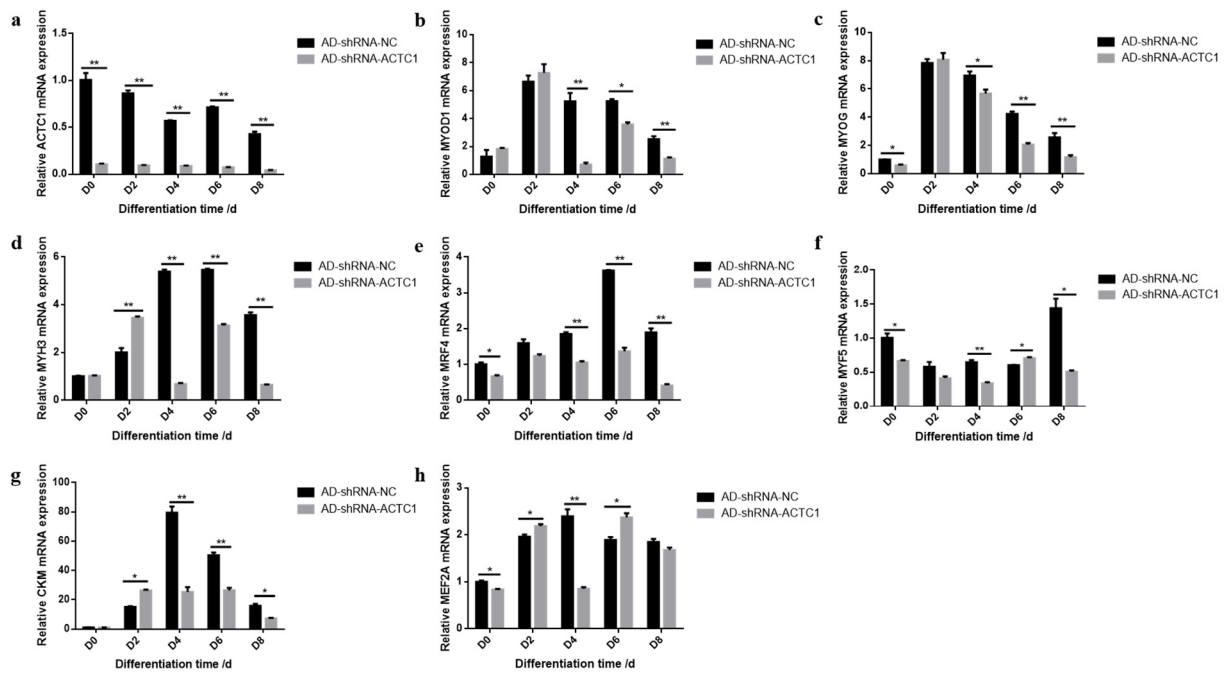 a
Relative ACTC1 mRNA expression
1.5
1.0
0.5
0.0
** ** ** ** **
D0 D2 D4 D6 D8
Differentiation time /d
AD-shRNA-NC
AD-shRNA-ACTC1
b
Relative MYOD1 mRNA expression
10
8
6
4
2
0
** * **
D0 D2 D4 D6 D8
Differentiation time /d
AD-shRNA-NC
AD-shRNA-ACTC1
c
Relative MYOG mRNA expression
10
8
6
4
2
0
* * ** **
D0 D2 D4 D6 D8
Differentiation time /d
AD-shRNA-NC
AD-shRNA-ACTC1
d
Relative MYH3 mRNA expression
6
4
2
0
** ** ** **
D0 D2 D4 D6 D8
Differentiation time /d
AD-shRNA-NC
AD-shRNA-ACTC1
e
Relative MRF4 mRNA expression
4
3
2
1
0
* ** ** **
D0 D2 D4 D6 D8
Differentiation time /d
AD-shRNA-NC
AD-shRNA-ACTC1
f
Relative MYF5 mRNA expression
2.0
1.5
1.0
0.5
0.0
* ** * *
D0 D2 D4 D6 D8
Differentiation time /d
AD-shRNA-NC
AD-shRNA-ACTC1
g
Relative CKM mRNA expression
100
80
60
40
20
0
* ** ** *
D0 D2 D4 D6 D8
Differentiation time /d
AD-shRNA-NC
AD-shRNA-ACTC1
h
Relative MEF2A mRNA expression
3
2
1
0
* * ** *
D0 D2 D4 D6 D8
Differentiation time /d
AD-shRNA-NC
AD-shRNA-ACTC1